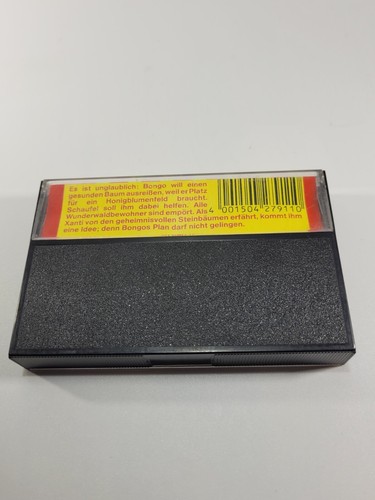 Es ist unglaublich: Bongo will einen
gesunden Baum ausreißen, weil er Platz
für ein Honigblumenfeld braucht.
Schaufel soll ihm dabei helfen. Alle
Wunderwaldbewohner sind empört. Als
Xanti von den geheimnisvollen Steinbäumen erfährt, kommt ihm
eine Idee; denn Bongos Plan darf nicht gelingen.
4 001504 279110